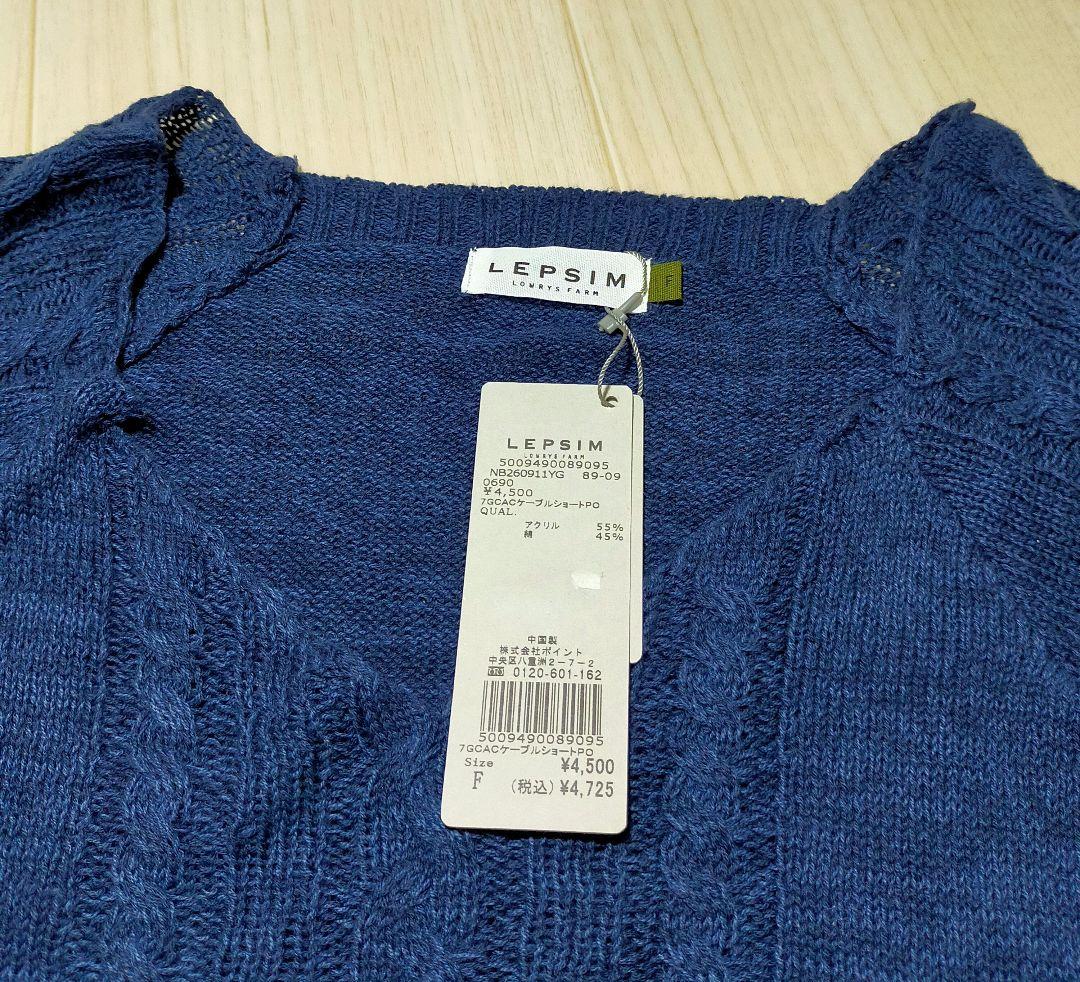 LEPSIM
LOWRYS FARM
F
LEPSIM
LOWRYS FARM
5009490089095
NB260911YG 89-09
0690
¥4,500
7GCACケーブルショートPO
QUAL.
アクリル 55%
綿 45%
中国製
株式会社ポイント
中央区八重洲2-7-2
0120-601-162
5009490089095
7GCACケーブルショートPO
Size ¥4,500
F (税込)¥4,725